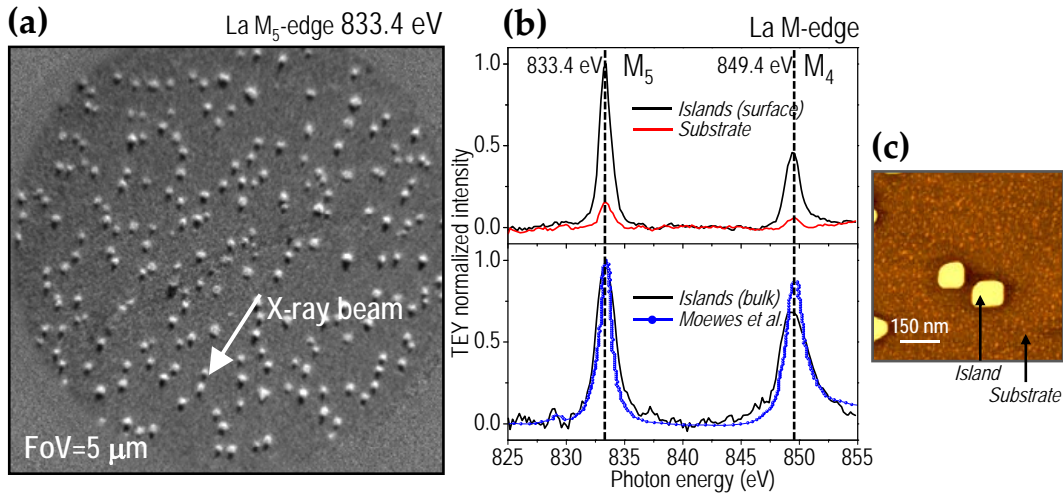 (a)
La M5-edge 833.4 eV
X-ray beam
FoV=5 μm
(b)
La M-edge
833.4 eV
M5
849.4 eV
M4
Islands (surface)
Substrate
1.0
0.5
0.0
Islands (bulk)
Moewes et al.
1.0
0.5
0.0
TEY normalized intensity
825 830 835 840 845 850 855
Photon energy (eV)
(c)
150 nm
Island
Substrate